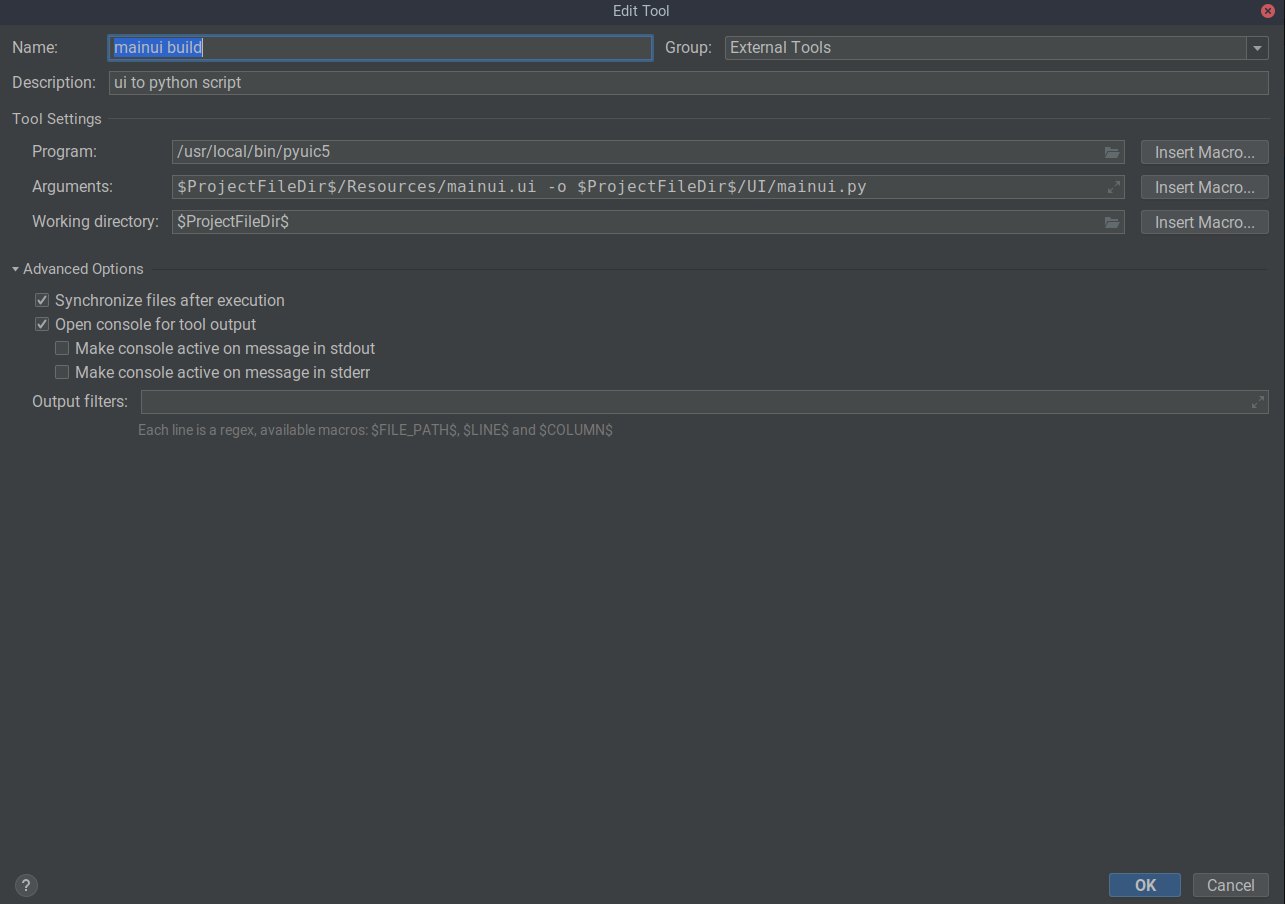 Edit Tool
Name: mainui build Group: External Tools
Description: ui to python script
Tool Settings
Program: /usr/local/bin/pyuic5 Insert Macro...
Arguments: $ProjectFileDir$/Resources/mainui.ui -o $ProjectFileDir$/UI/mainui.py Insert Macro...
Working directory: $ProjectFileDir$ Insert Macro...
Advanced Options
Synchronize files after execution
Open console for tool output
Make console active on message in stdout
Make console active on message in stderr
Output filters:
Each line is a regex, available macros: $FILE_PATH$, $LINE$ and $COLUMN$
? OK Cancel